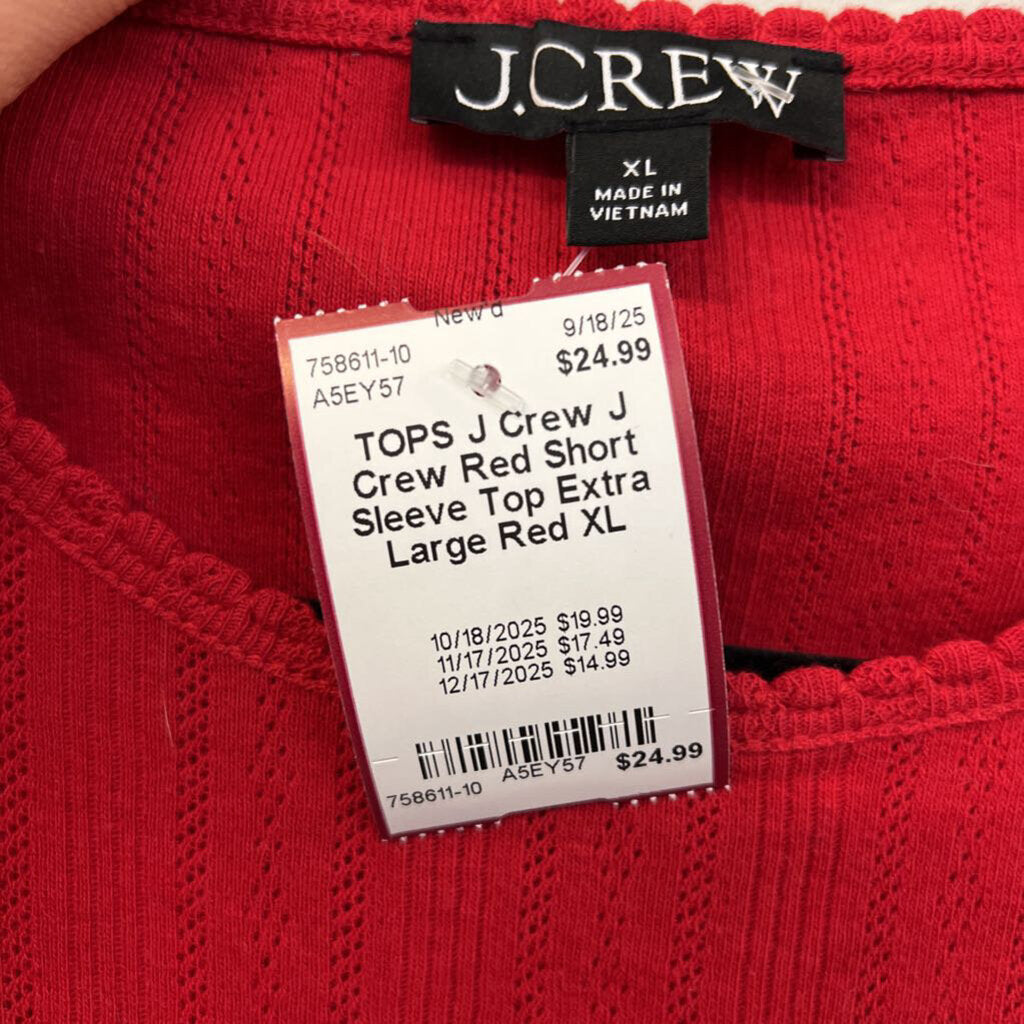 J.CREW
XL
MADE IN
VIETNAM
New'd
9/18/25
758611-10
$24.99
A5EY57
TOPS J Crew J
Crew Red Short
Sleeve Top Extra
Large Red XL
10/18/2025 $19.99
11/17/2025 $17.49
12/17/2025 $14.99
A5EY57
$24.99
758611-10